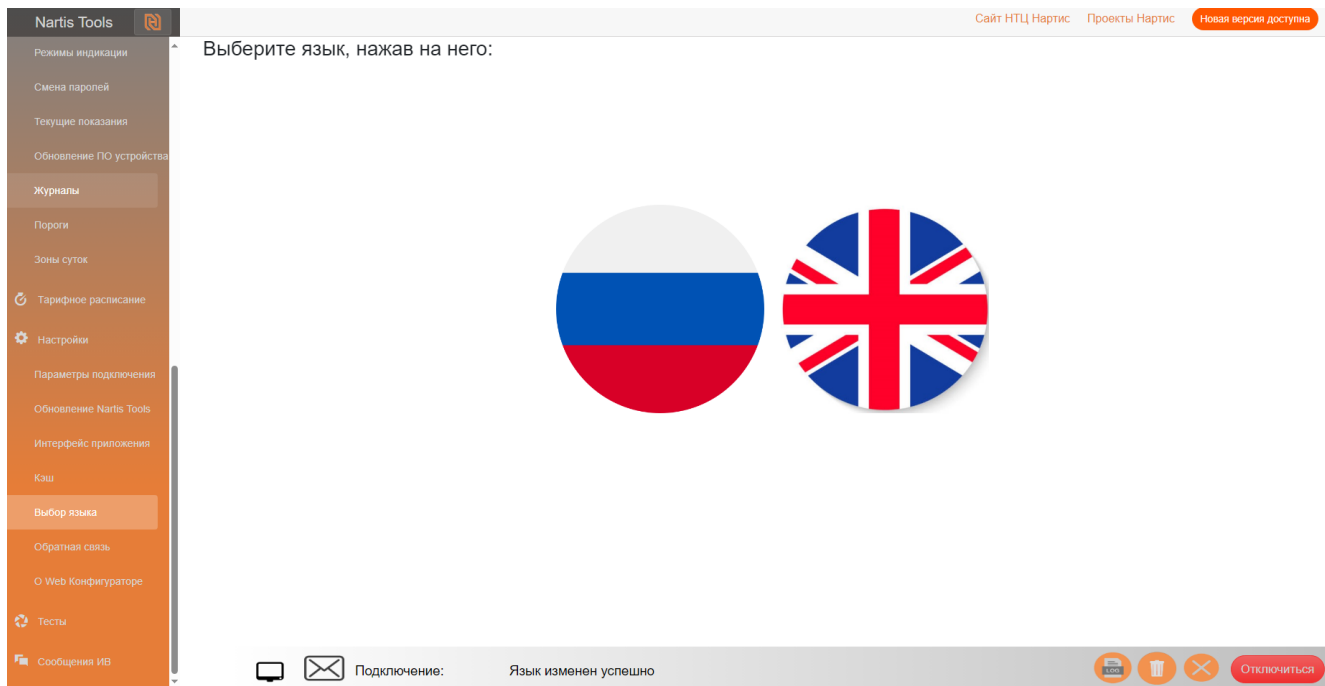 Nartis Tools
Сайт НТЦ Нартис
Проекты Нартис
Новая версия доступна
Режимы индикации
Смена паролей
Текущие показания
Обновление ПО устройства
Журналы
Пороги
Зоны суток
Тарифное расписание
Настройки
Параметры подключения
Обновление Nartis Tools
Интерфейс приложения
Кэш
Выбор языка
Обратная связь
О Web Конфигураторе
Тесты
Сообщения ИВ
Выберите язык, нажав на него:
Подключение:
Язык изменен успешно
LOG
Отключиться